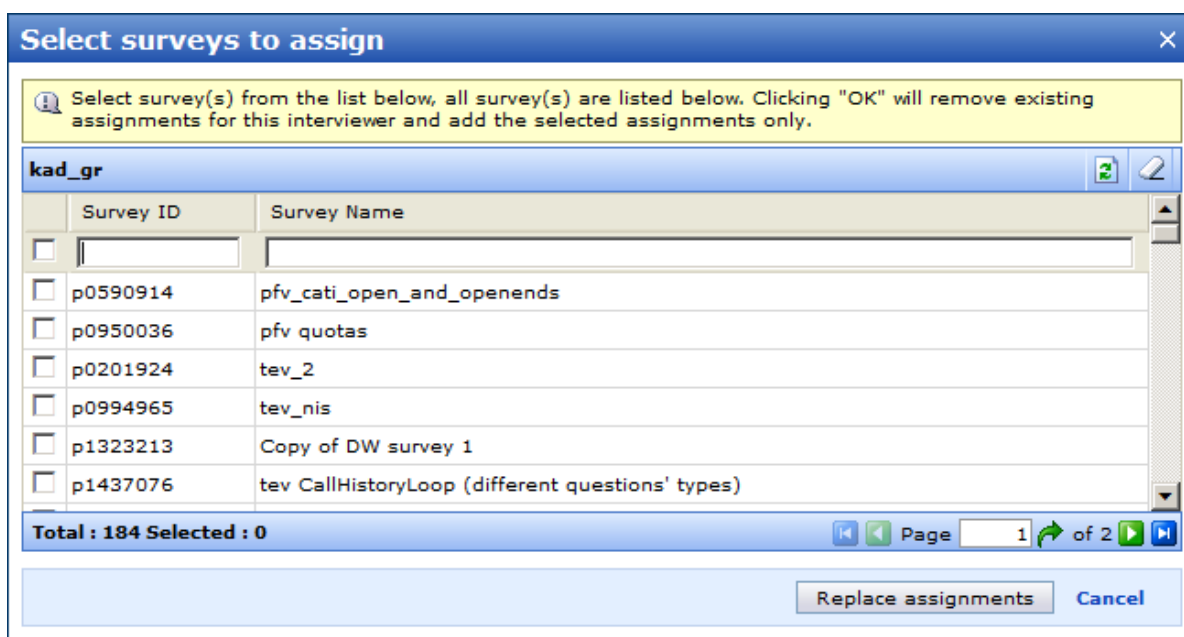 Select surveys to assign
Select survey(s) from the list below, all survey(s) are listed below. Clicking "OK" will remove existing
assignments for this interviewer and add the selected assignments only.
kad_gr
Survey ID Survey Name
p0590914 pfv_cati_open_and_openends
p0950036 pfv quotas
p0201924 tev_2
p0994965 tev_nis
p1323213 Copy of DW survey 1
p1437076 tev CallHistoryLoop (different questions' types)
Total : 184 Selected : 0 Page 1 of 2
Replace assignments Cancel